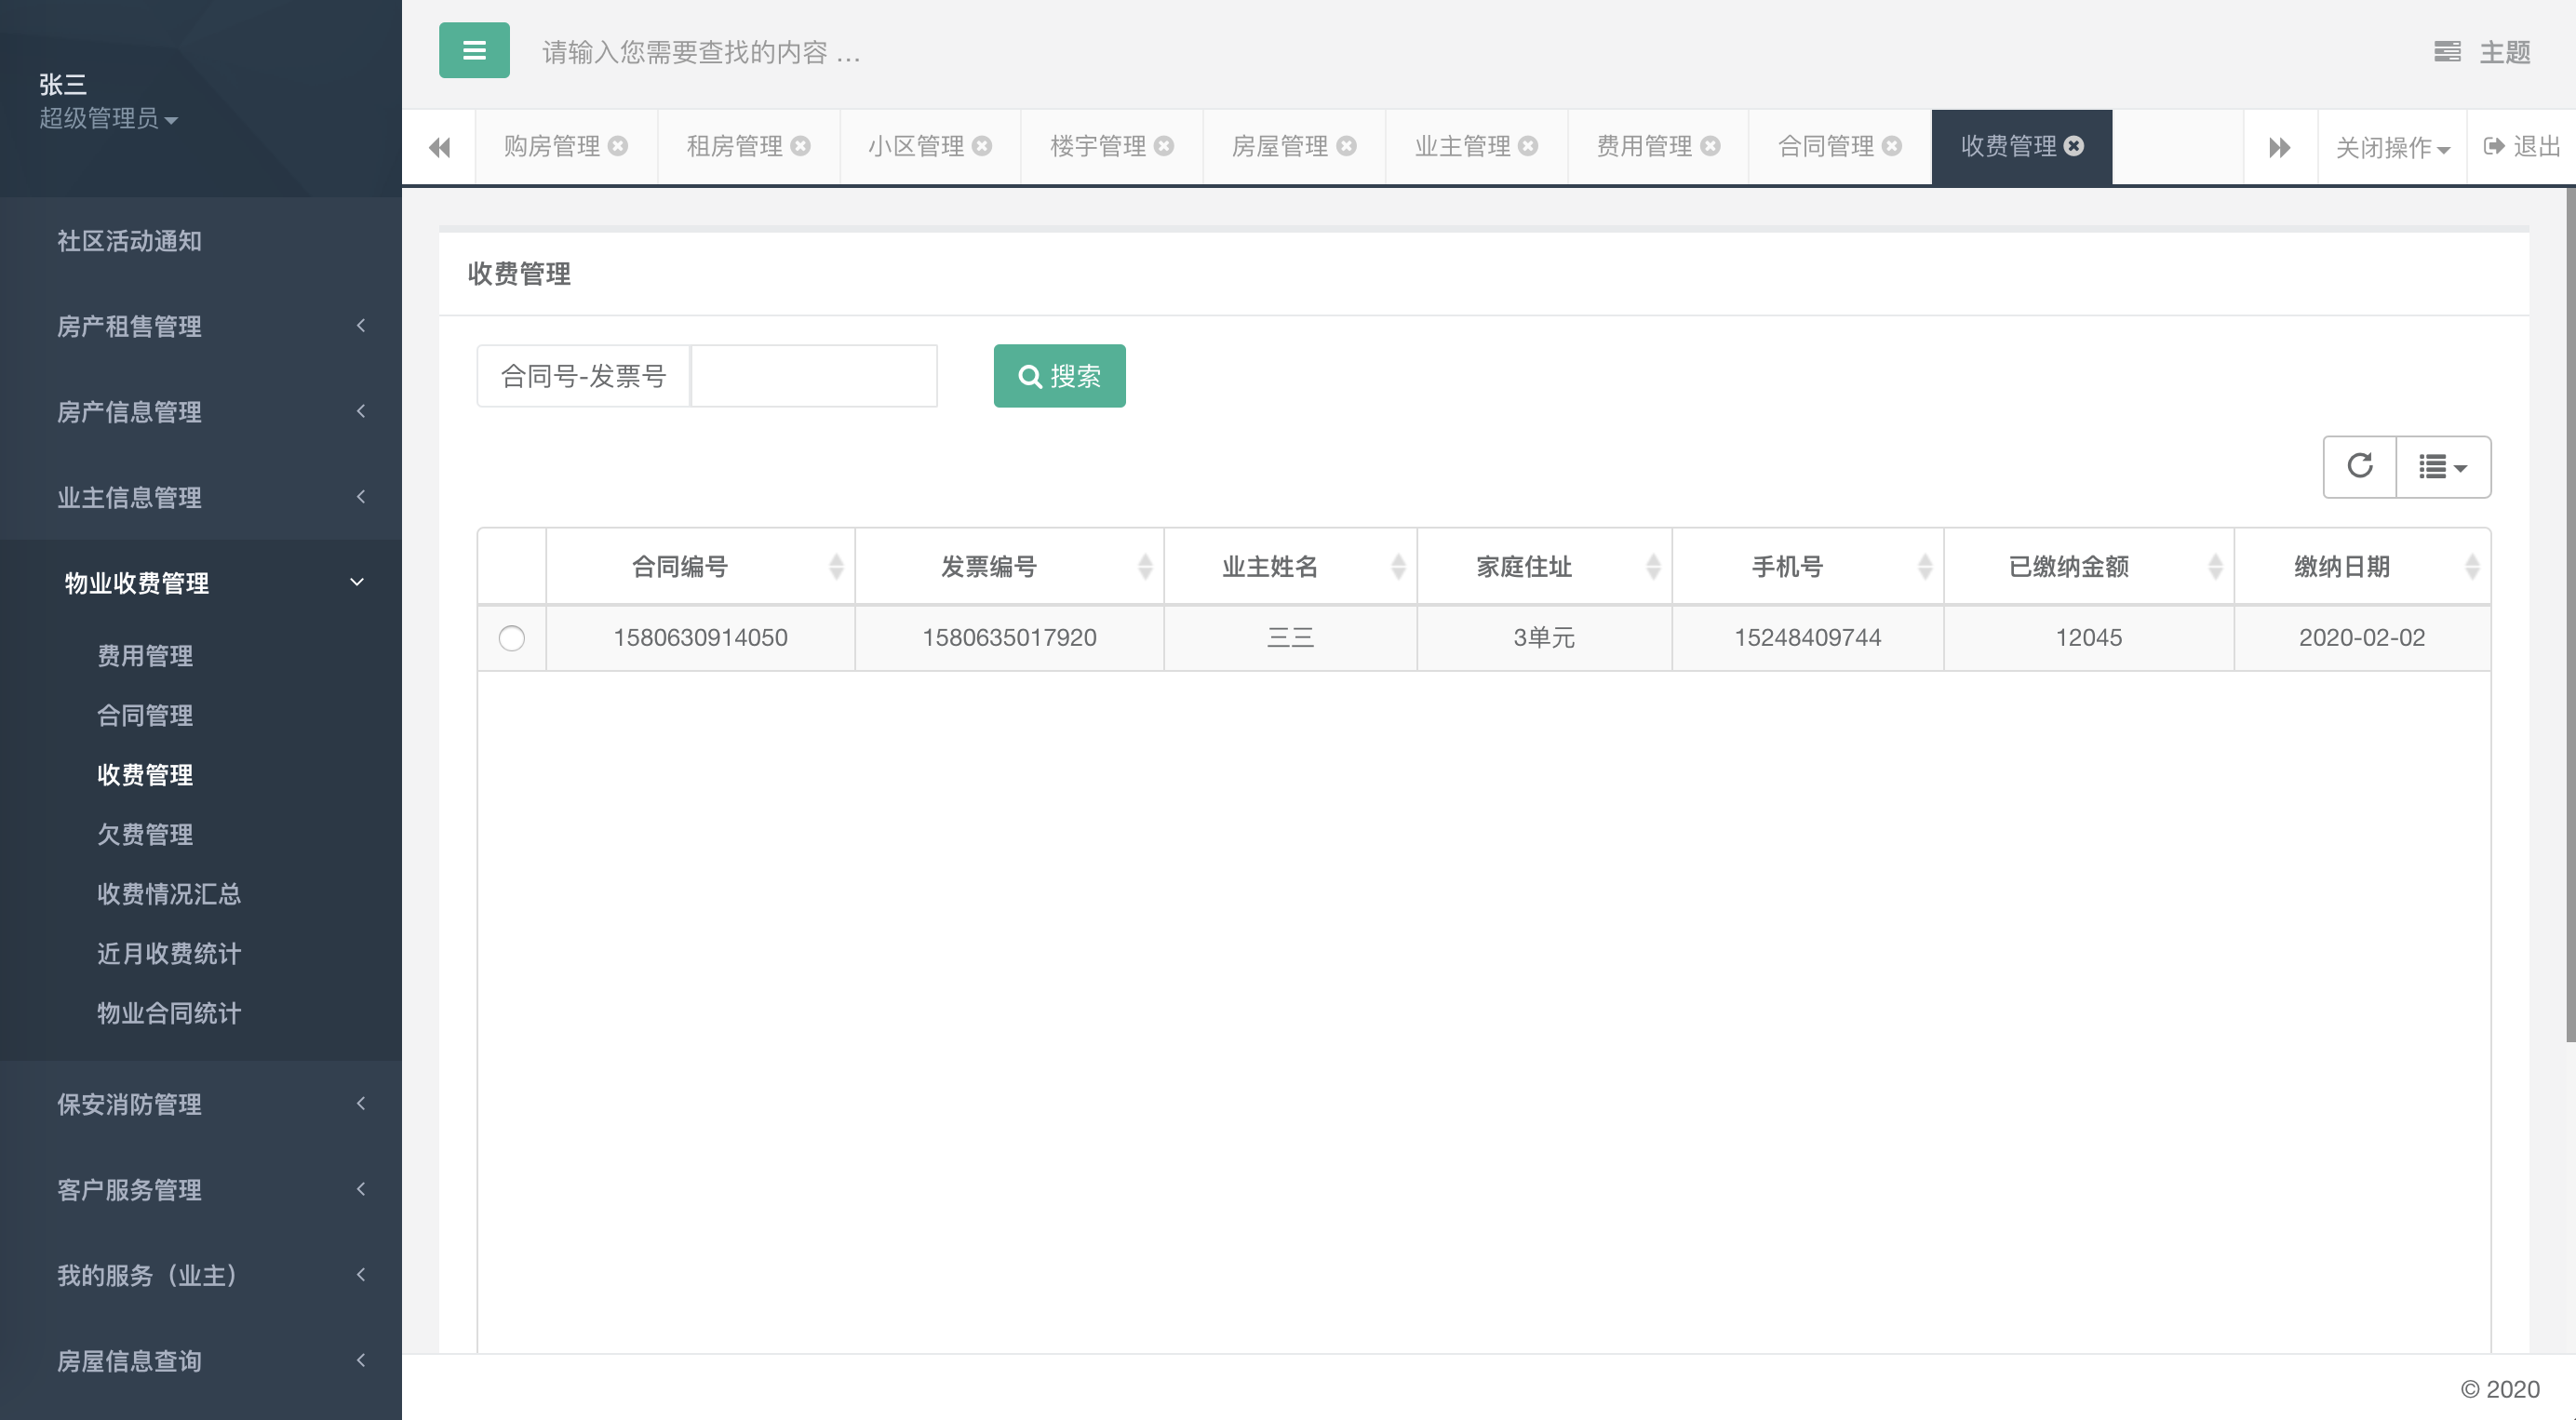 张三
超级管理员
社区活动通知
房产租售管理
房产信息管理
业主信息管理
物业收费管理
费用管理
合同管理
收费管理
欠费管理
收费情况汇总
近月收费统计
物业合同统计
保安消防管理
客户服务管理
我的服务（业主）
房屋信息查询
请输入您需要查找的内容 …
主题
购房管理 租房管理 小区管理 楼宇管理 房屋管理 业主管理 费用管理 合同管理 收费管理 关闭操作 退出
收费管理
合同号-发票号 搜索
合同编号 发票编号 业主姓名 家庭住址 手机号 已缴纳金额 缴纳日期
1580630914050 1580635017920 三三 3单元 15248409744 12045 2020-02-02
© 2020